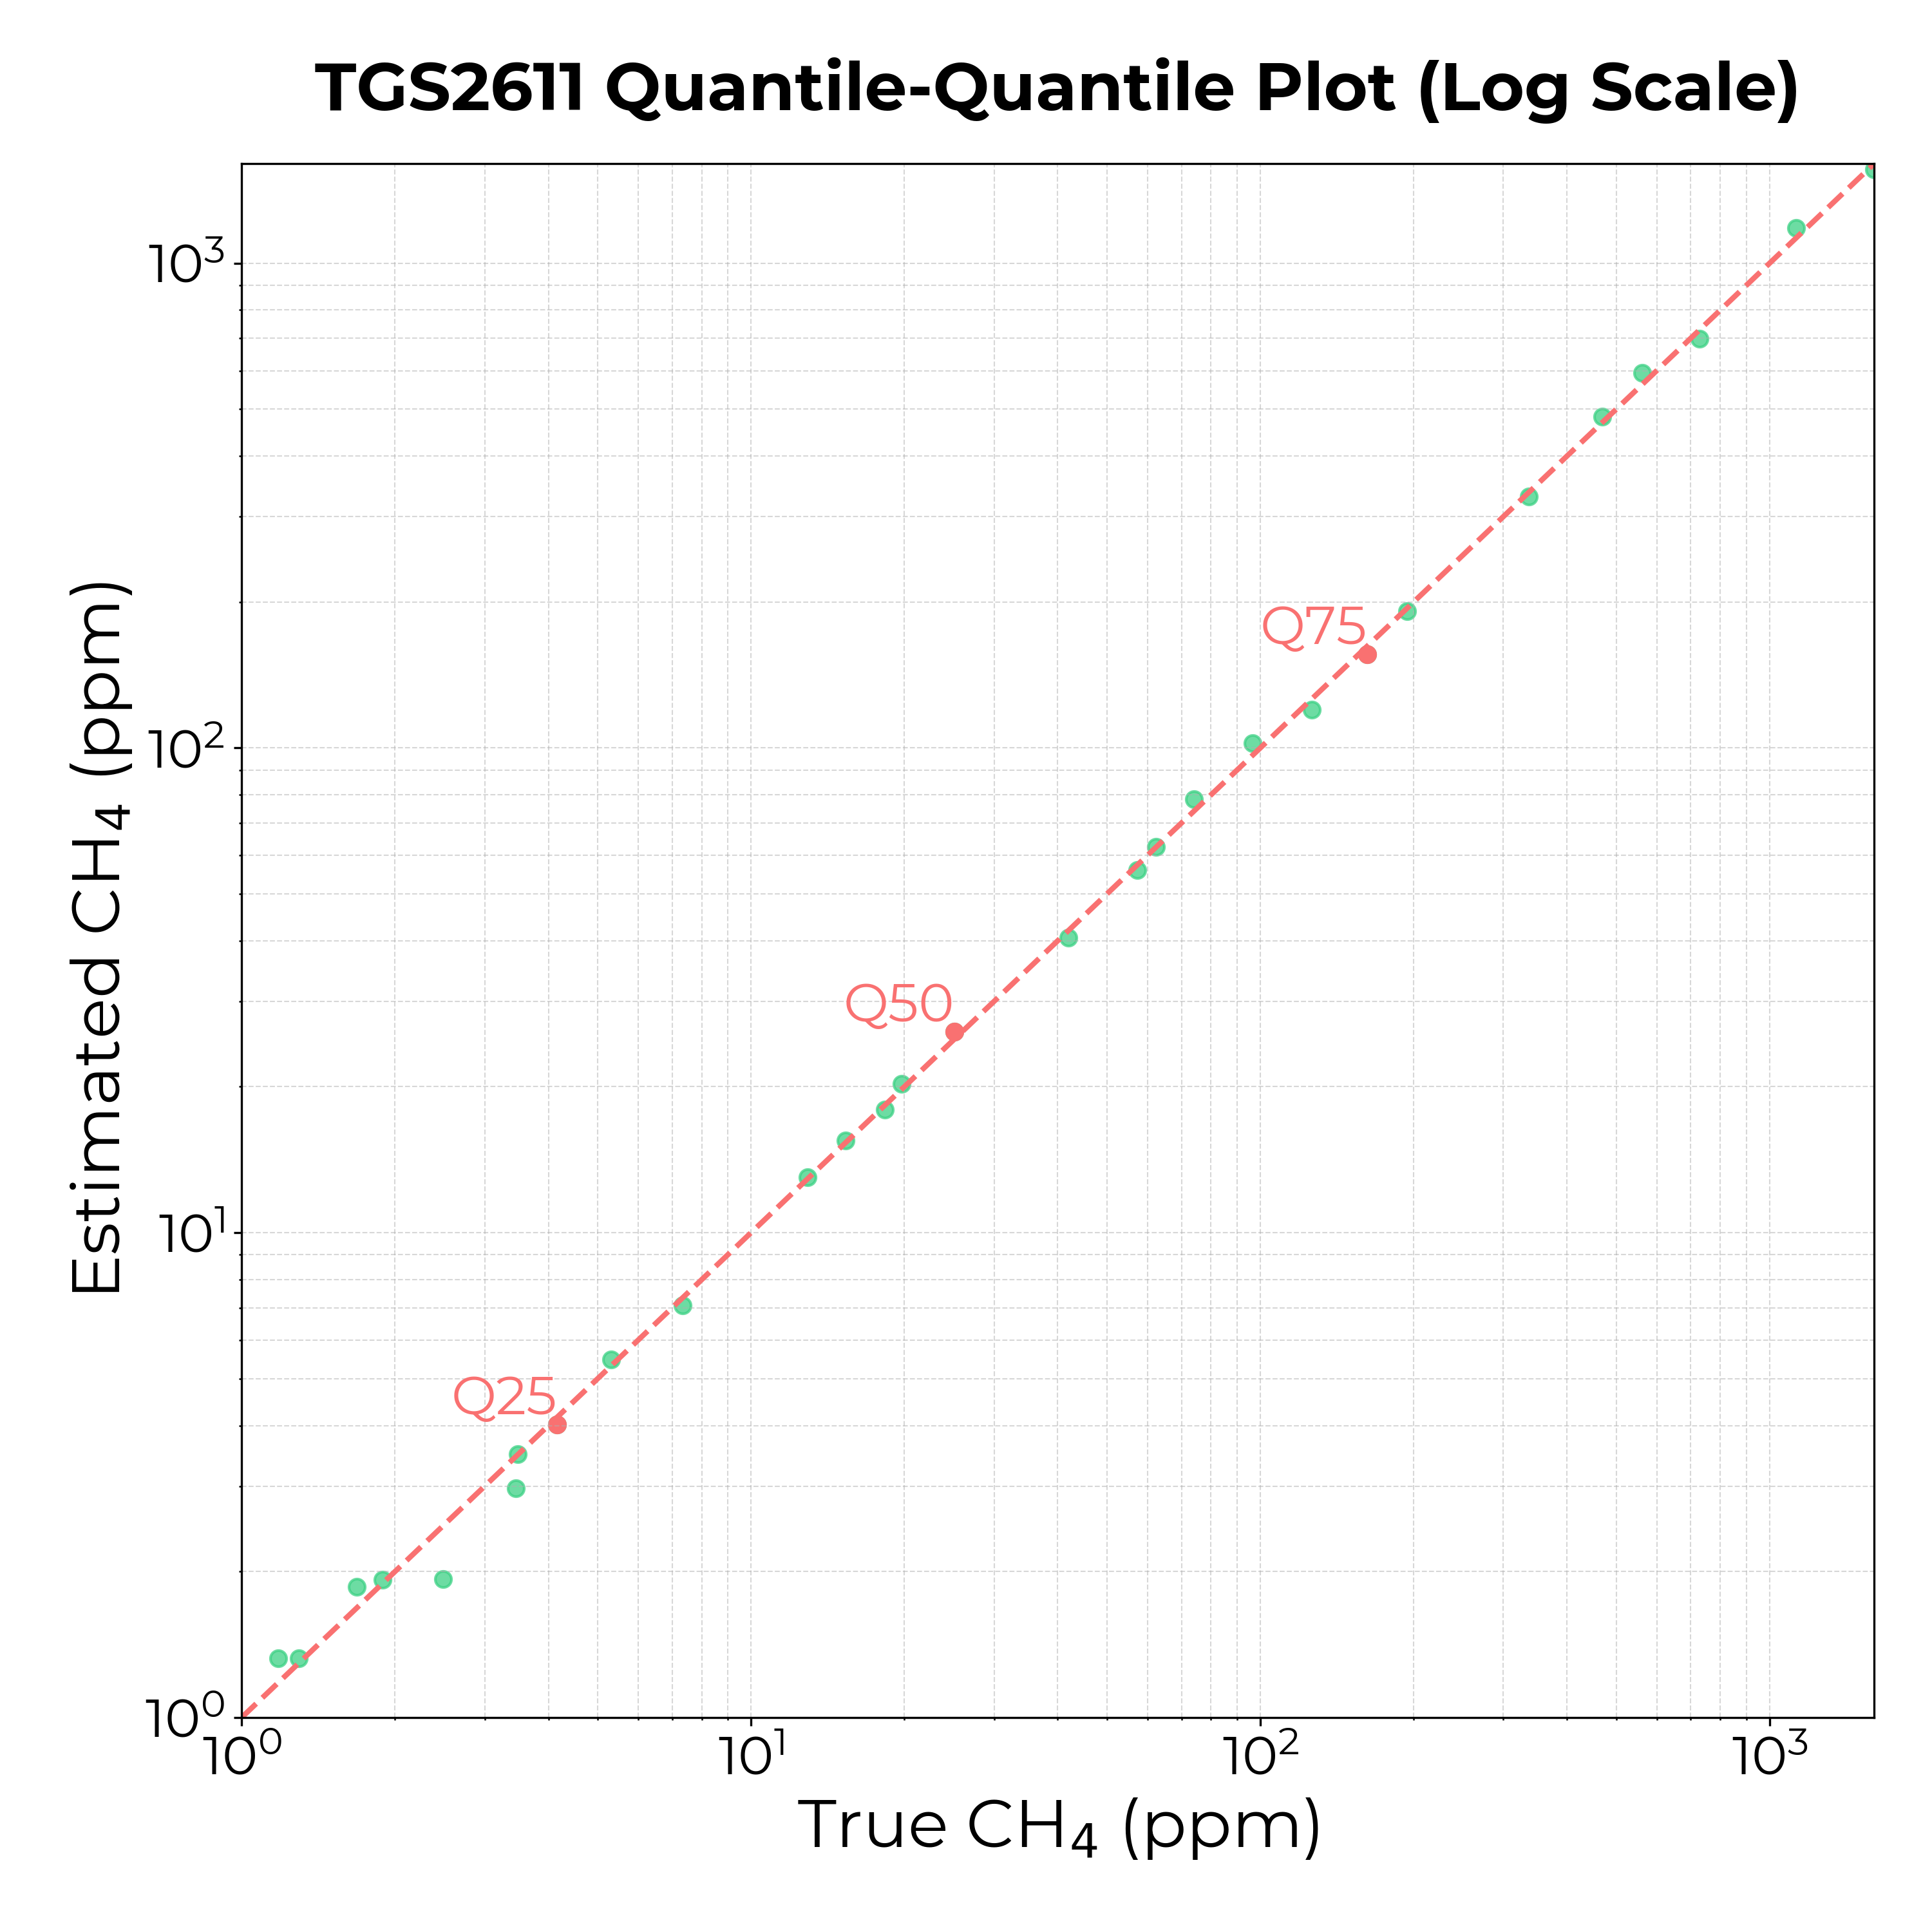 TGS2611 Quantile-Quantile Plot (Log Scale)
Estimated CH₄ (ppm)
10³
10²
10¹
10⁰
Q75
Q50
Q25
10⁰ 10¹ 10² 10³
True CH₄ (ppm)